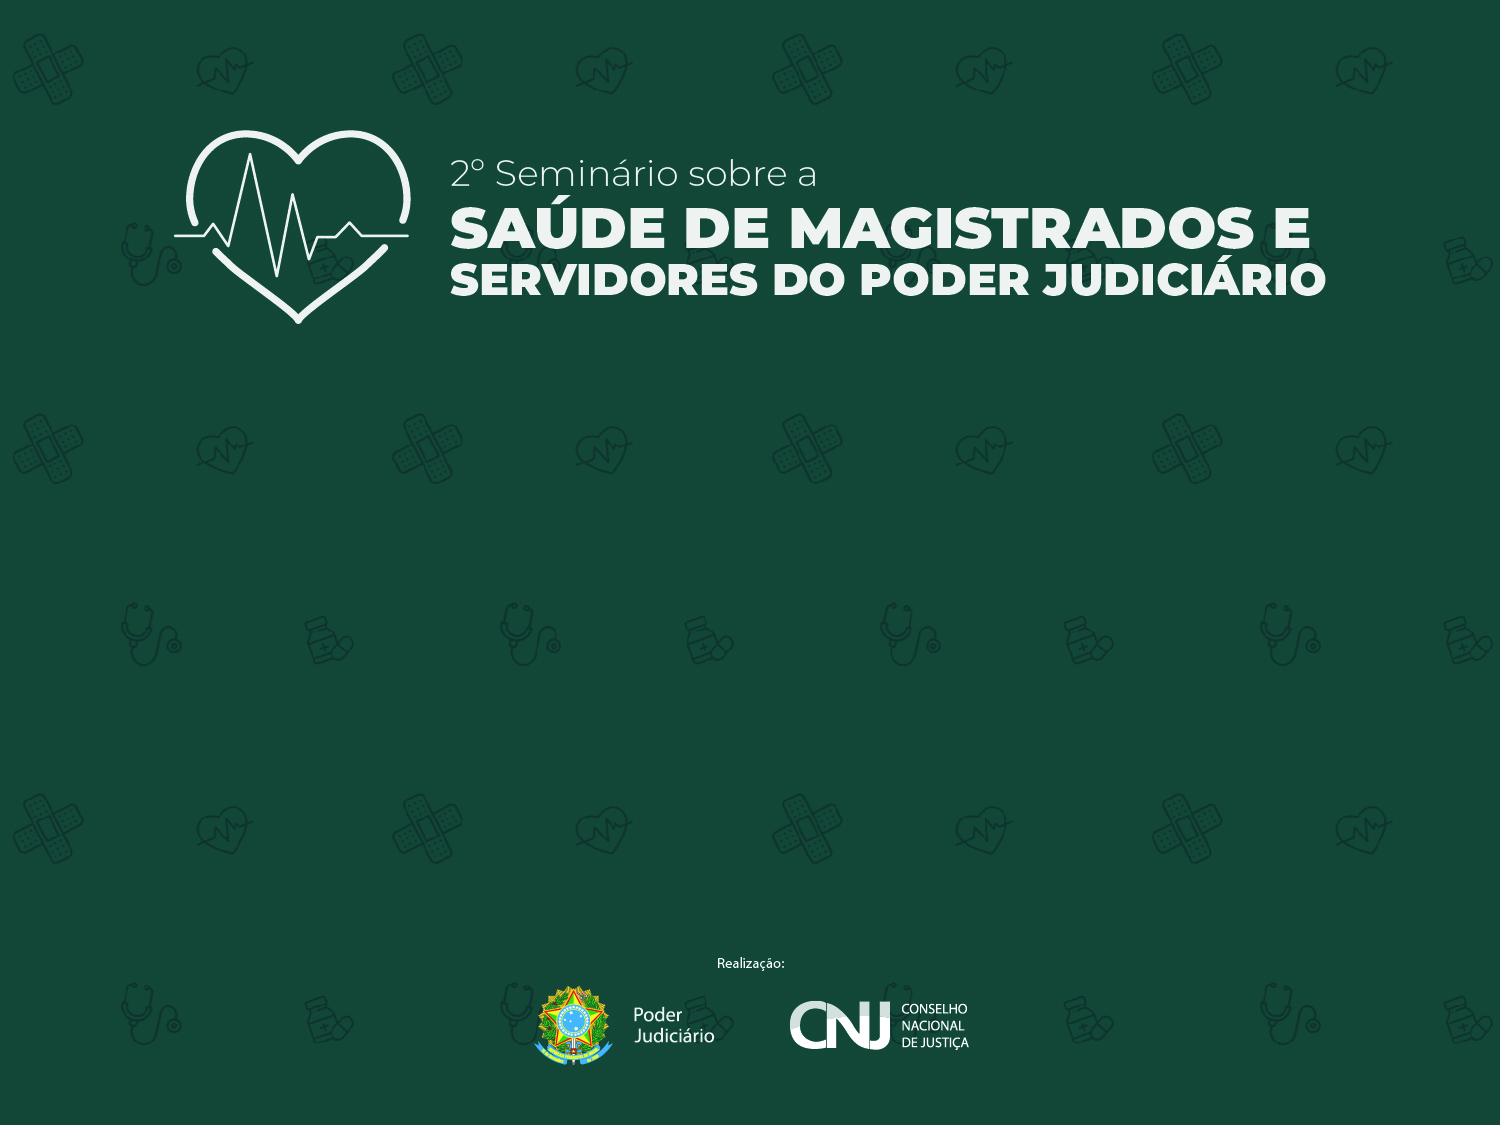 2º Seminário sobre a
SAÚDE DE MAGISTRADOS E
SERVIDORES DO PODER JUDICIÁRIO
Realização:
Poder
Judiciário
CNJ
CONSELHO
NACIONAL
DE JUSTIÇA